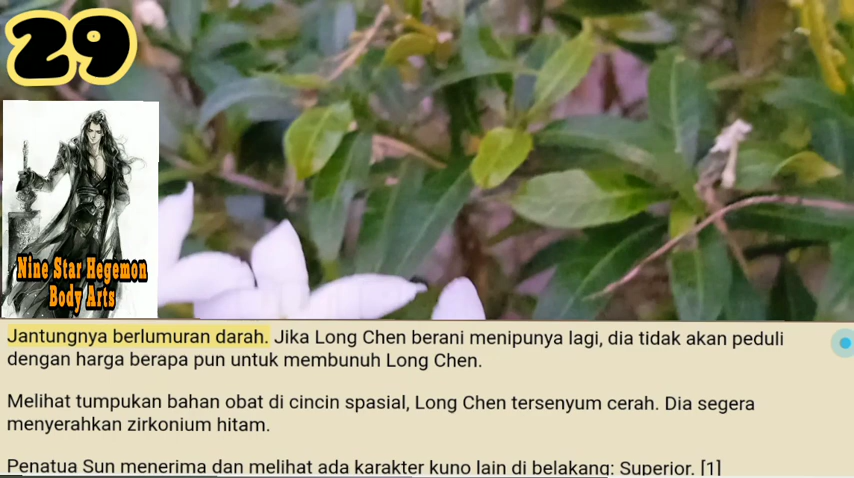 29
Nine Star Hegemon
Body Arts
Jantungnya berlumuran darah. Jika Long Chen berani menipunya lagi, dia tidak akan peduli
dengan harga berapa pun untuk membunuh Long Chen.
Melihat tumpukan bahan obat di cincin spasial, Long Chen tersenyum cerah. Dia segera
menyerahkan zirkonium hitam.
Penatua Sun menerima dan melihat ada karakter kuno lain di belakang: Superior. [1]